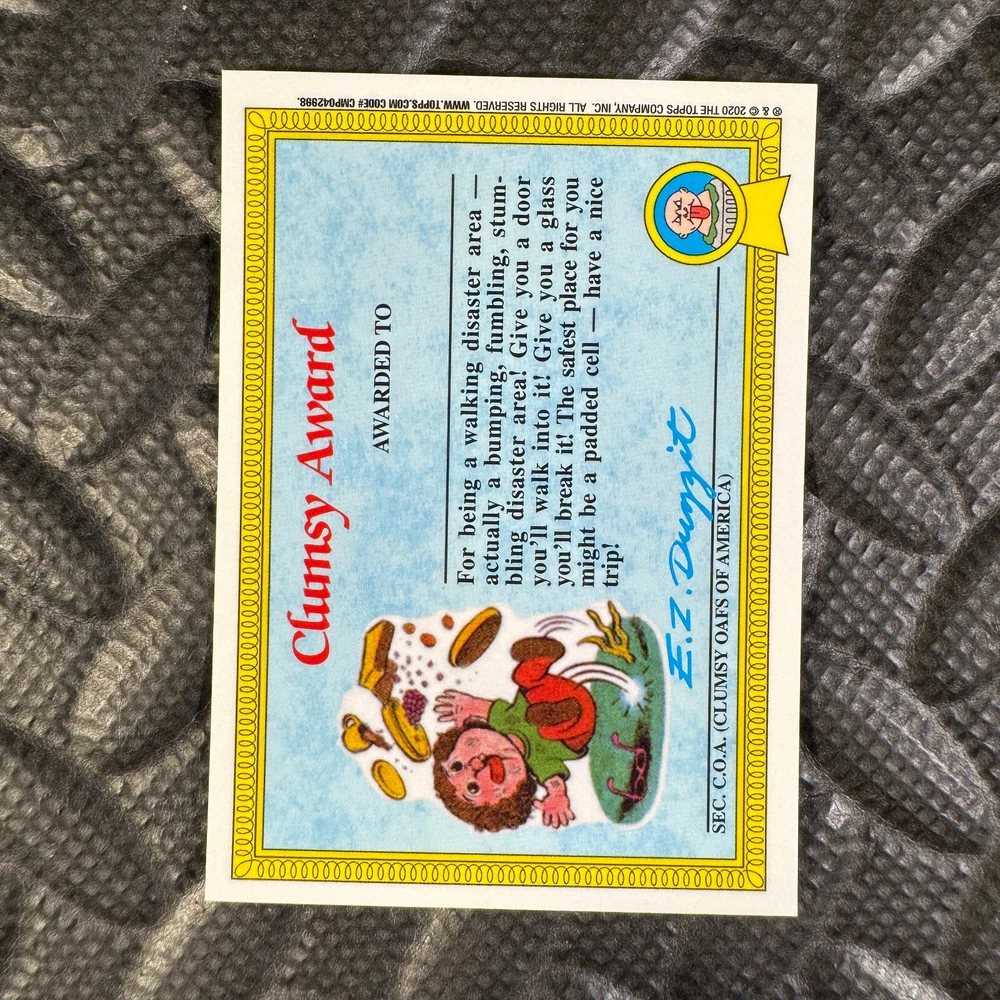 Clumsy Award
AWARDED TO
For being a walking disaster area —
actually a bumping, fumbling, stum-
bling disaster area! Give you a door
you'll walk into it! Give you a glass
you'll break it! The safest place for you
might be a padded cell — have a nice
trip!
E.Z. Duzzit
SEC. C.O.A. (CLUMSY OAFS OF AMERICA)
® & © 2020 THE TOPPS COMPANY, INC. ALL RIGHTS RESERVED. WWW.TOPPS.COM CODE# CMP042998.